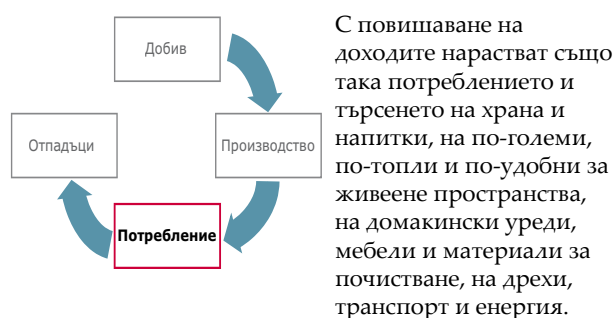 Добив
Производство
Потребление
Отпадъци
С повишаване на
доходите нарастват също
така потреблението и
търсенето на храна и
напитки, на по-големи,
по-топли и по-удобни за
живеене пространства,
на домакински уреди,
мебели и материали за
почистване, на дрехи,
транспорт и енергия.